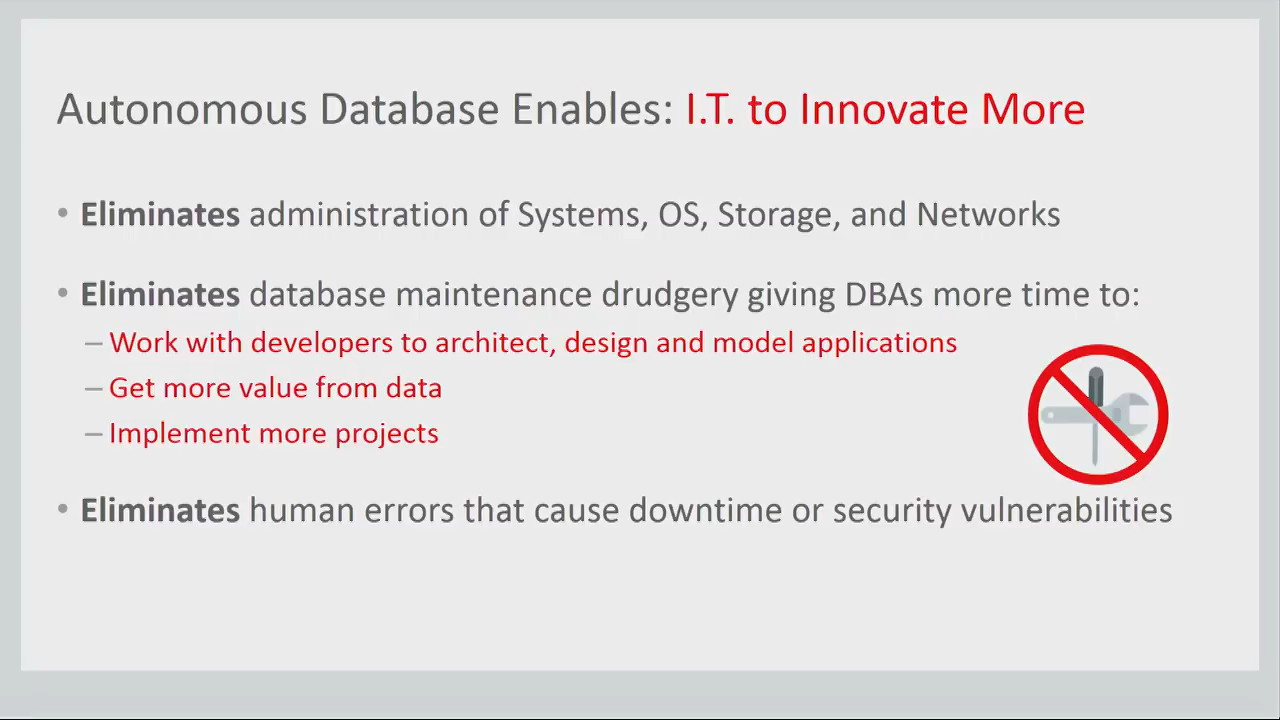 Autonomous Database Enables: I.T. to Innovate More
• Eliminates administration of Systems, OS, Storage, and Networks
• Eliminates database maintenance drudgery giving DBAs more time to:
– Work with developers to architect, design and model applications
– Get more value from data
– Implement more projects
• Eliminates human errors that cause downtime or security vulnerabilities